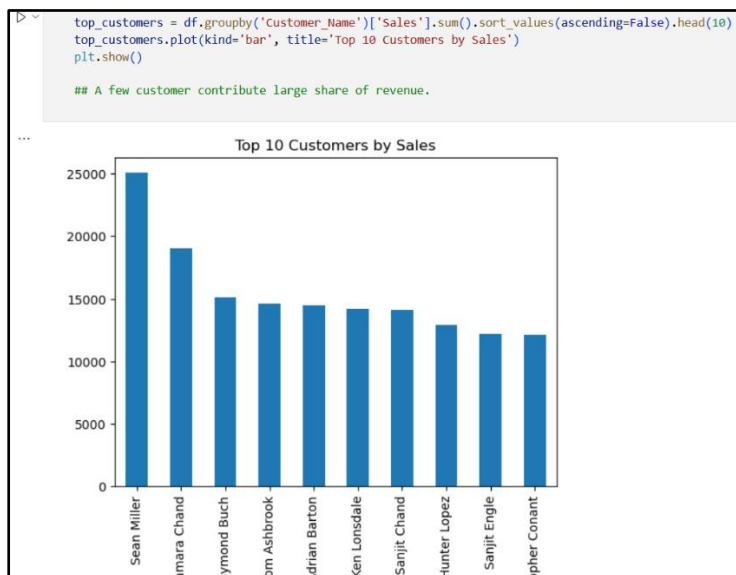 top_customers = df.groupby('Customer_Name')['Sales'].sum().sort_values(ascending=False).head(10)
top_customers.plot(kind='bar', title='Top 10 Customers by Sales')
plt.show()
## A few customer contribute large share of revenue.
...
Top 10 Customers by Sales
25000
20000
15000
10000
5000
0
Sean Miller
amara Chand
ymond Buch
om Ashbrook
drian Barton
Ken Lonsdale
Sanjit Chand
Hunter Lopez
Sanjit Engle
opher Conant